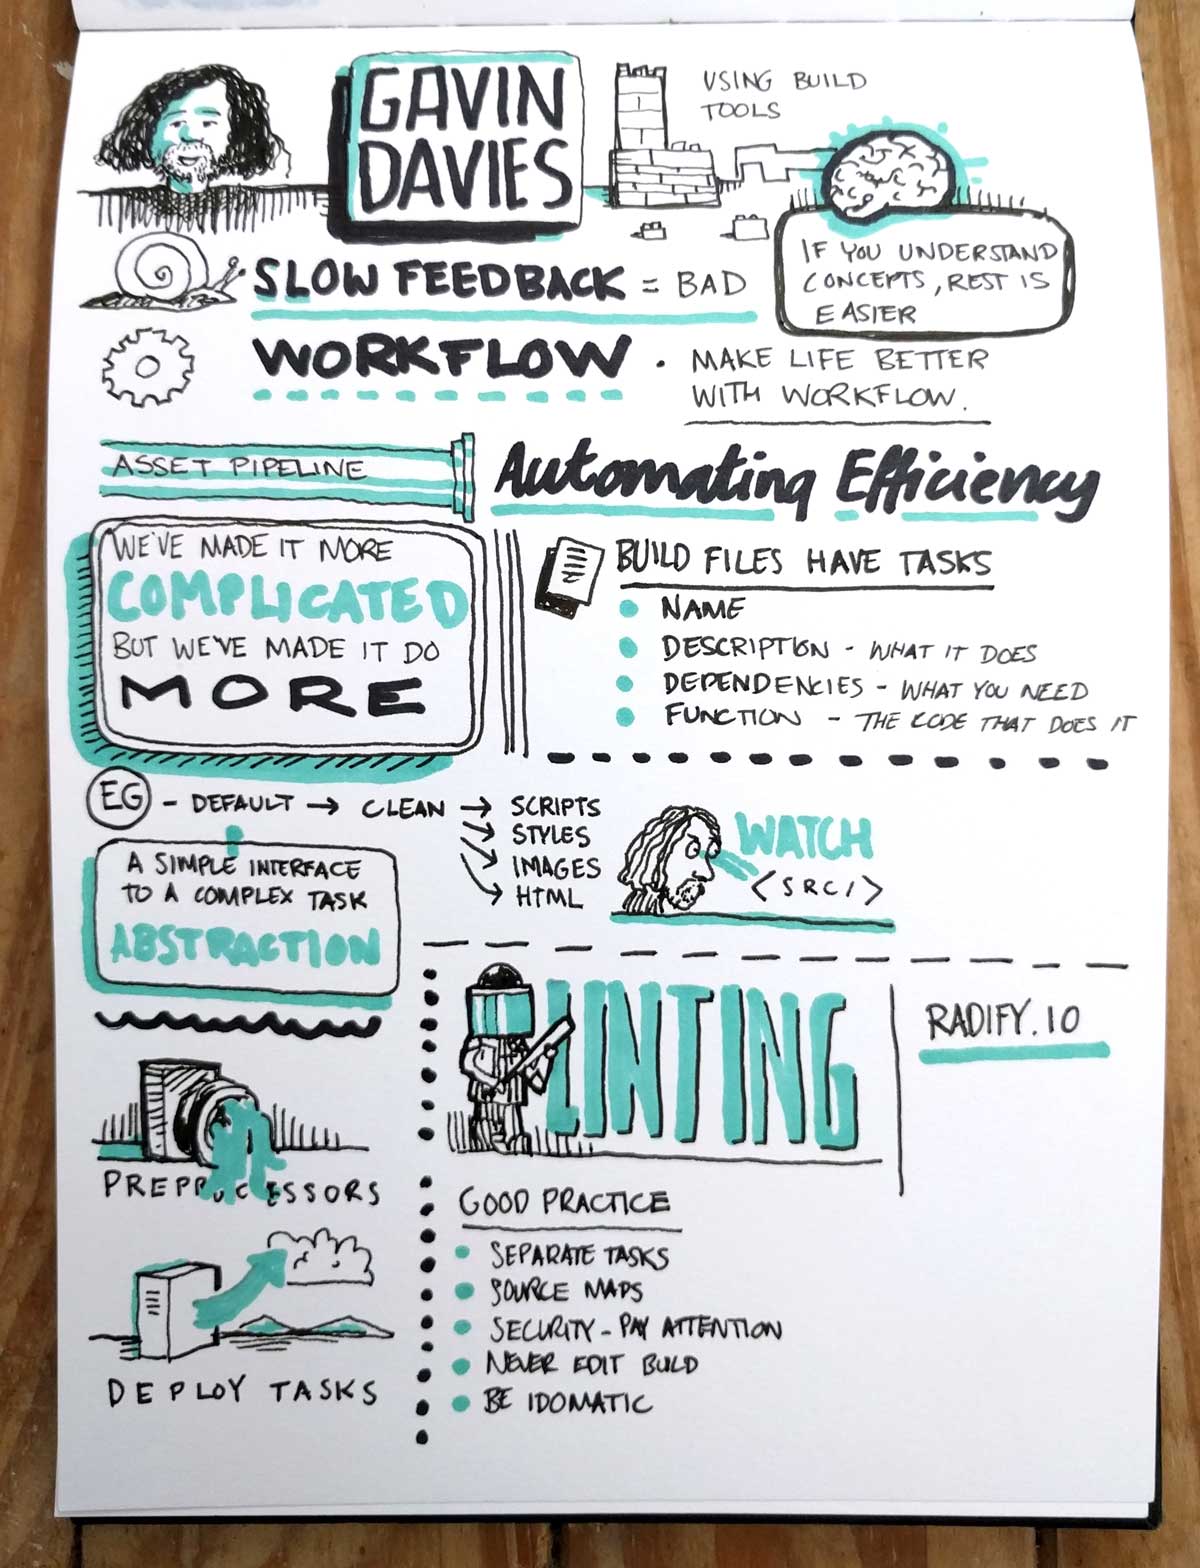 GAVIN
DAVIES
USING BUILD
TOOLS
IF YOU UNDERSTAND
CONCEPTS, REST IS
EASIER
SLOW FEEDBACK = BAD
WORKFLOW • MAKE LIFE BETTER
WITH WORKFLOW.
ASSET PIPELINE
WE'VE MADE IT MORE
COMPLICATED
BUT WE'VE MADE IT DO
MORE
Automating Efficiency
BUILD FILES HAVE TASKS
• NAME
• DESCRIPTION - WHAT IT DOES
• DEPENDENCIES - WHAT YOU NEED
• FUNCTION - THE CODE THAT DOES IT
EG - DEFAULT → CLEAN → SCRIPTS
STYLES
IMAGES
HTML
A SIMPLE INTERFACE
TO A COMPLEX TASK
ABSTRACTION
WATCH
<SRC/>
PREPROCESSORS
DEPLOY TASKS
LINTING
RADIFY.IO
GOOD PRACTICE
• SEPARATE TASKS
• SOURCE MAPS
• SECURITY - PAY ATTENTION
• NEVER EDIT BUILD
• BE IDOMATIC